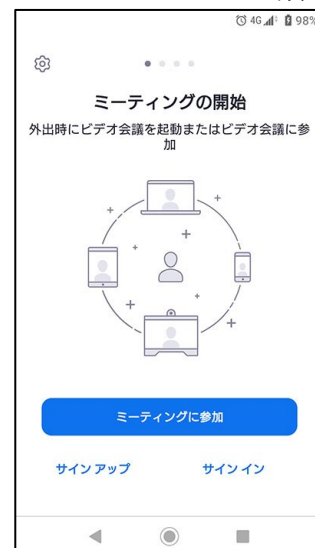 4G 98%
ミーティングの開始
外出時にビデオ会議を起動またはビデオ会議に参
加
ミーティングに参加
サインアップ
サインイン